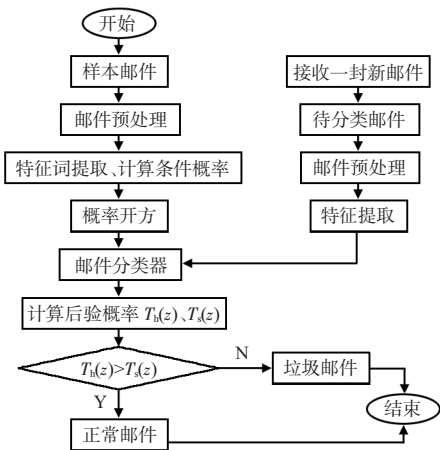 开始
样本邮件
邮件预处理
特征词提取、计算条件概率
概率开方
邮件分类器
接收一封新邮件
待分类邮件
邮件预处理
特征提取
计算后验概率 Th(z)、Ts(z)
Th(z)>Ts(z)
N
垃圾邮件
Y
正常邮件
结束